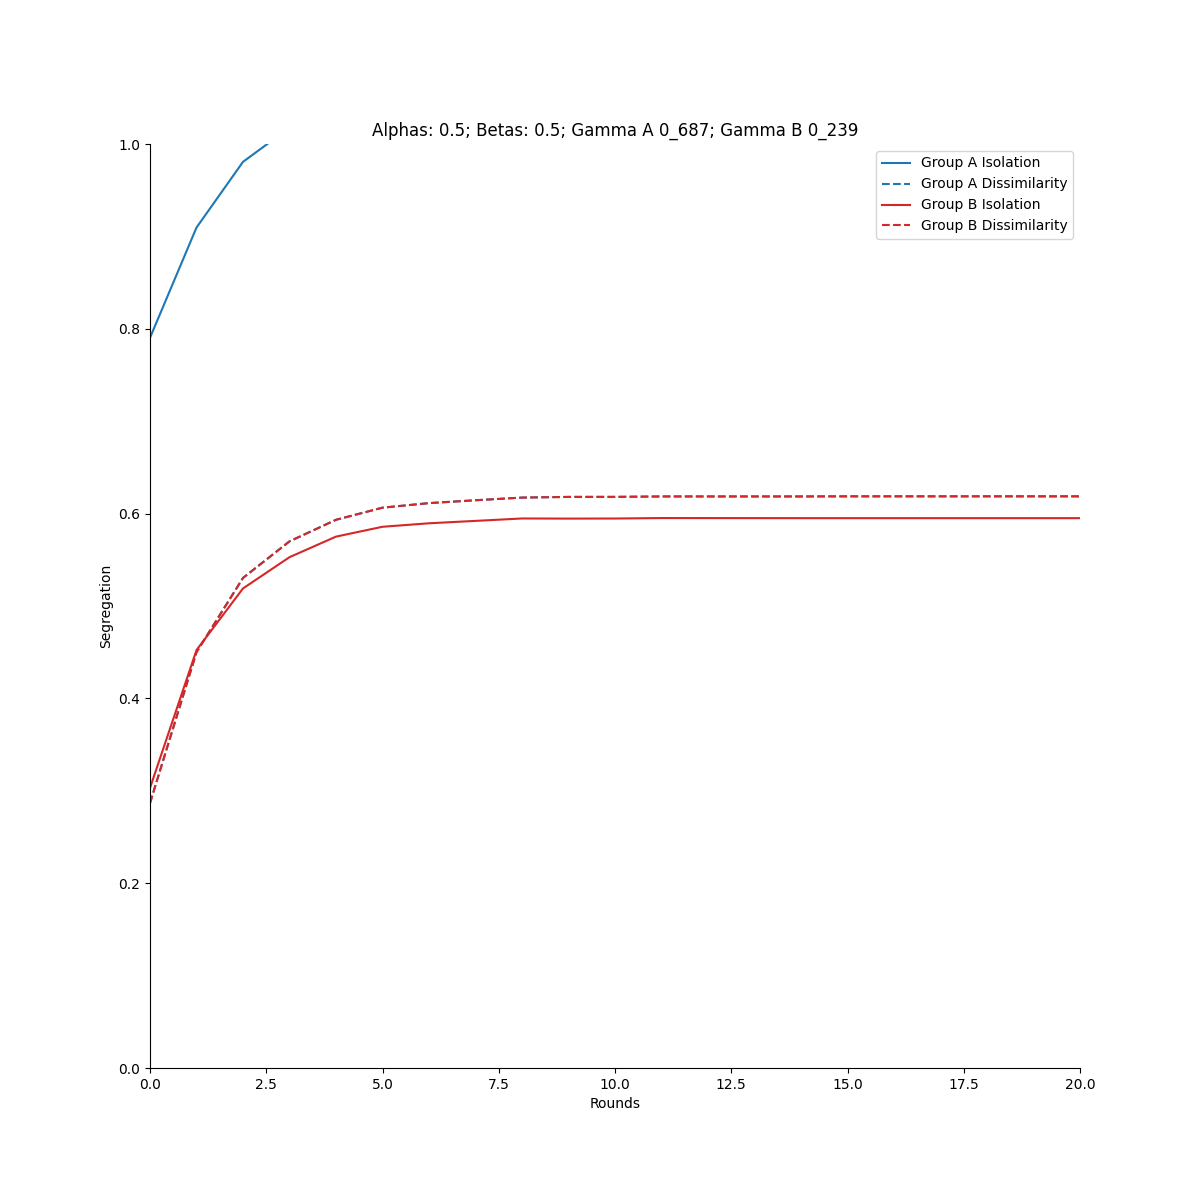 Alphas: 0.5; Betas: 0.5; Gamma A 0_687; Gamma B 0_239
Group A Isolation
Group A Dissimilarity
Group B Isolation
Group B Dissimilarity
1.0
0.8
0.6
0.4
0.2
0.0
Segregation
0.0 2.5 5.0 7.5 10.0 12.5 15.0 17.5 20.0
Rounds